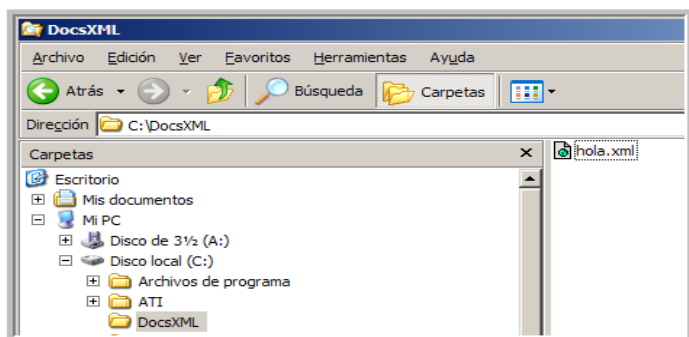 DocsXML
Archivo Edición Ver Favoritos Herramientas Ayuda
Atrás Búsqueda Carpetas
Dirección C:\DocsXML
Carpetas
hola.xml
Escritorio
Mis documentos
Mi PC
Disco de 3½ (A:)
Disco local (C:)
Archivos de programa
ATI
DocsXML